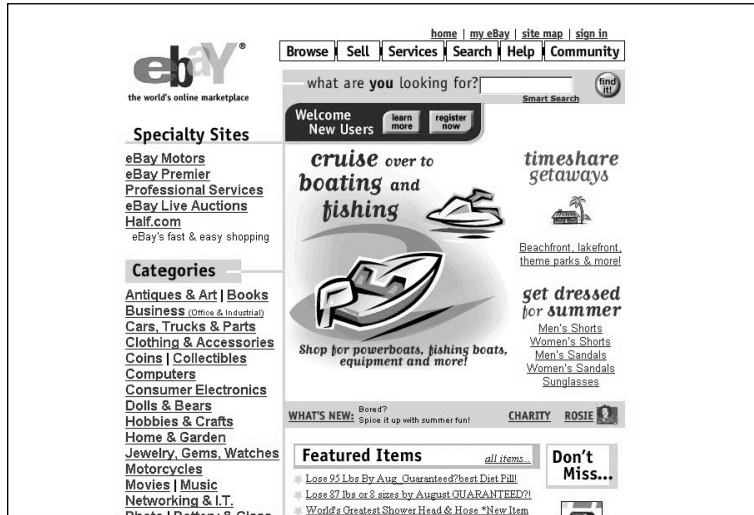 home | my eBay | site map | sign in
ebaY®
the world's online marketplace
Browse Sell Services Search Help Community
what are you looking for?
find it!
Smart Search
Welcome
New Users
learn more
register now
Specialty Sites
eBay Motors
eBay Premier
Professional Services
eBay Live Auctions
Half.com
eBay's fast & easy shopping
Categories
Antiques & Art | Books
Business (Office & Industrial)
Cars, Trucks & Parts
Clothing & Accessories
Coins | Collectibles
Computers
Consumer Electronics
Dolls & Bears
Hobbies & Crafts
Home & Garden
Jewelry, Gems, Watches
Motorcycles
Movies | Music
Networking & I.T.
cruise over to
boating and
fishing
Shop for powerboats, fishing boats,
equipment and more!
timeshare
getaways
Beachfront, lakefront,
theme parks & more!
get dressed
for summer
Men's Shorts
Women's Shorts
Men's Sandals
Women's Sandals
Sunglasses
WHAT'S NEW: Bored?
Spice it up with summer fun!
CHARITY ROSIE
Featured Items all items...
Lose 95 Lbs By Aug_Guaranteed?best Diet Pill!
Lose 87 lbs or 8 sizes by August GUARANTEED?!
World's Greatest Shower Head & Hose *New Item
Don't
Miss...